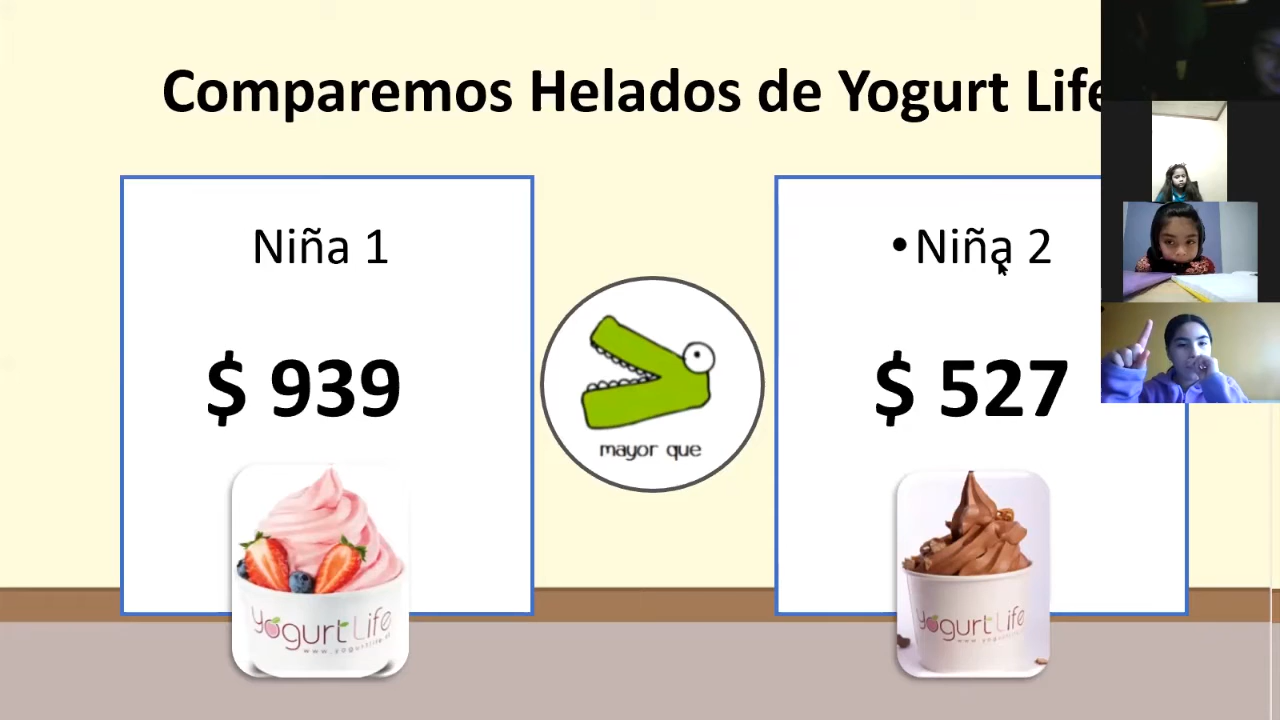 Comparemos Helados de Yogurt Life
Niña 1
$ 939
mayor que
• Niña 2
$ 527
YogurtLife
YogurtLife